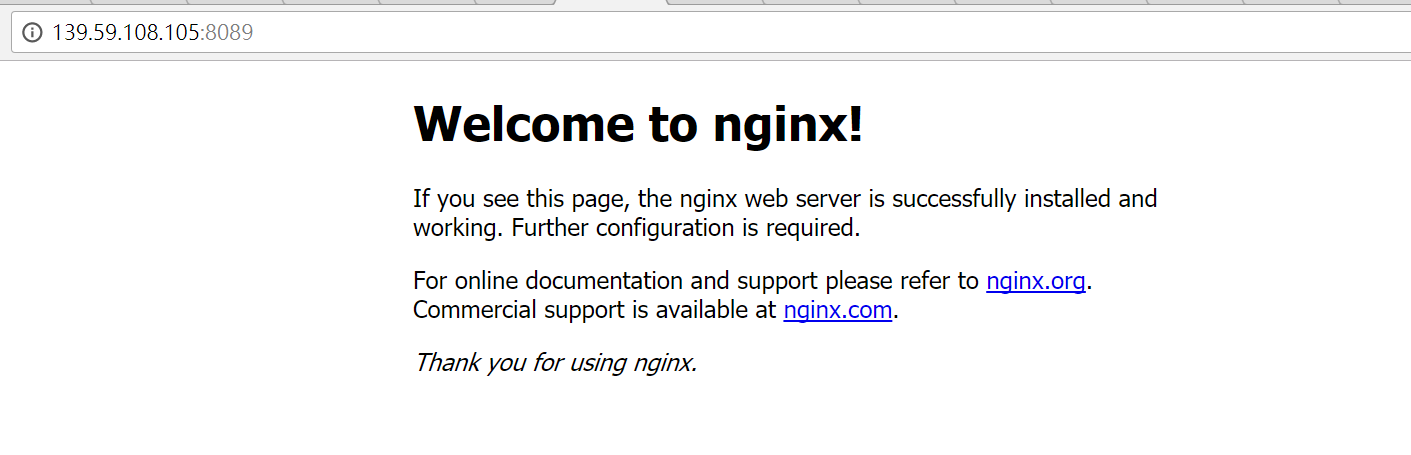 139.59.108.105:8089
Welcome to nginx!
If you see this page, the nginx web server is successfully installed and
working. Further configuration is required.
For online documentation and support please refer to nginx.org.
Commercial support is available at nginx.com.
Thank you for using nginx.